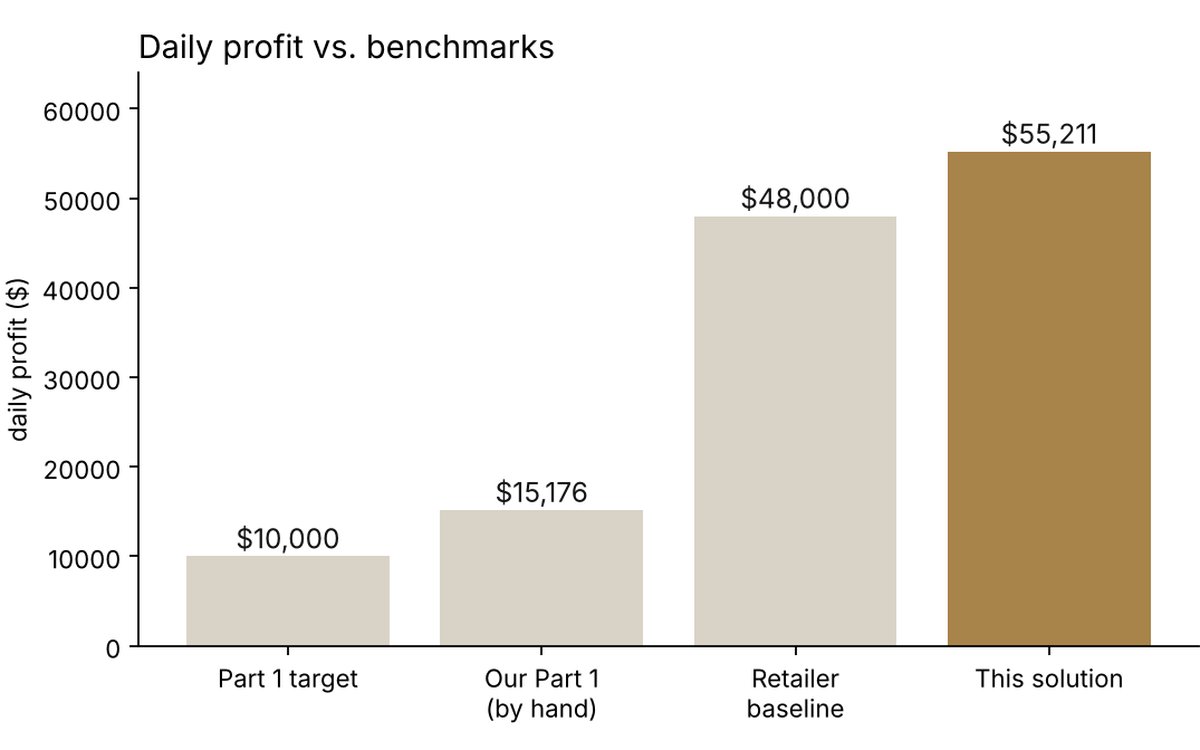 Daily profit vs. benchmarks
daily profit ($)
60000
50000
40000
30000
20000
10000
0
$10,000
$15,176
$48,000
$55,211
Part 1 target
Our Part 1
(by hand)
Retailer
baseline
This solution